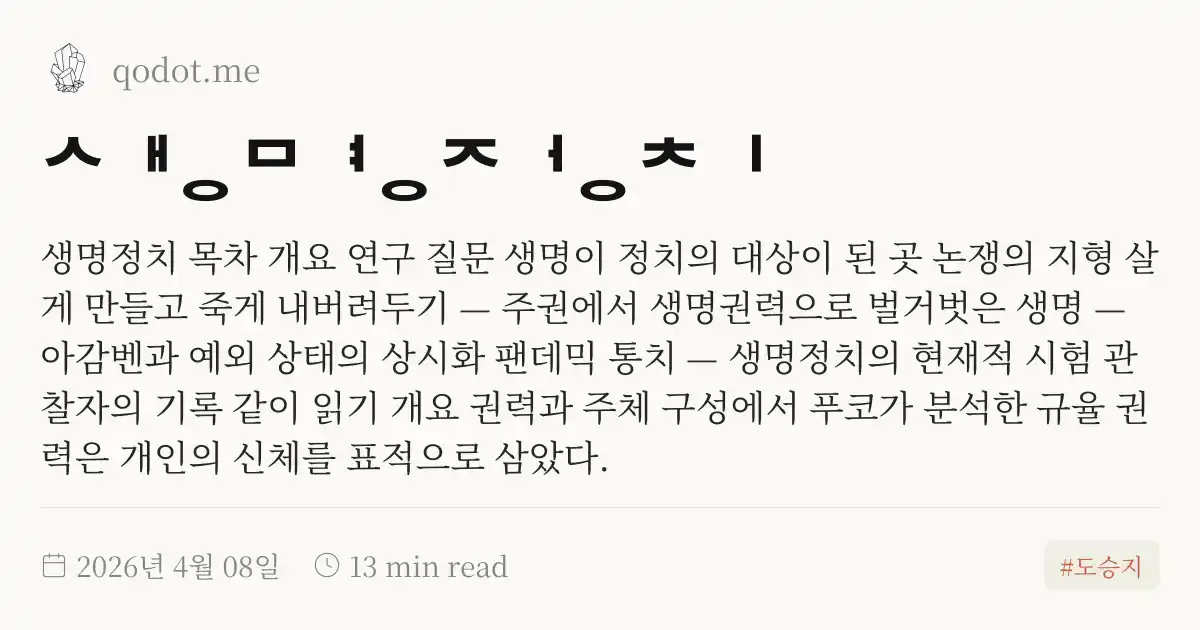 qodot.me
생명정치
생명정치 목차 개요 연구 질문 생명이 정치의 대상이 된 곳 논쟁의 지형 살
게 만들고 죽게 내버려두기 — 주권에서 생명권력으로 벌거벗은 생명 —
아감벤과 예외 상태의 상시화 팬데믹 통치 — 생명정치의 현재적 시험 관
찰자의 기록 같이 읽기 개요 권력과 주체 구성에서 푸코가 분석한 규율 권
력은 개인의 신체를 표적으로 삼았다.
2026년 4월 08일 13 min read
#도승지